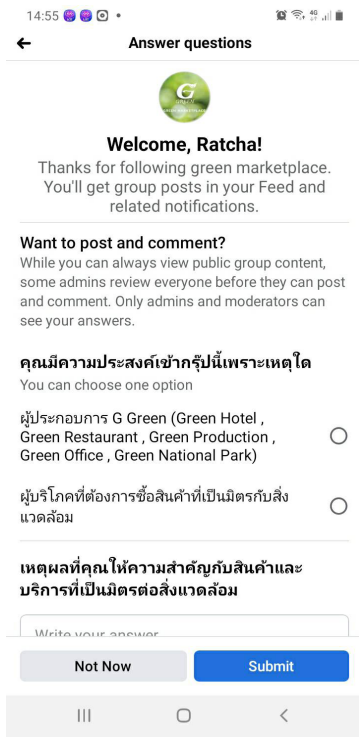 14:55
4G
Answer questions
G
Welcome, Ratcha!
Thanks for following green marketplace.
You'll get group posts in your Feed and
related notifications.
Want to post and comment?
While you can always view public group content,
some admins review everyone before they can post
and comment. Only admins and moderators can
see your answers.
คุณมีความประสงค์เข้ากรุ๊ปนี้เพราะเหตุใด
You can choose one option
ผู้ประกอบการ G Green (Green Hotel ,
Green Restaurant , Green Production ,
Green Office , Green National Park)
ผู้บริโภคที่ต้องการซื้อสินค้าที่เป็นมิตรกับสิ่ง
แวดล้อม
เหตุผลที่คุณให้ความสำคัญกับสินค้าและ
บริการที่เป็นมิตรต่อสิ่งแวดล้อม
Write your answer
Not Now
Submit